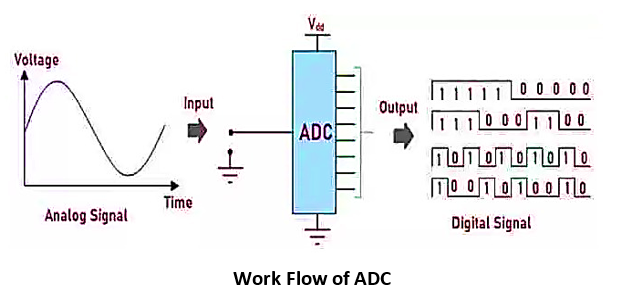 Vdd
Voltage
Input
ADC
Output
Time
Analog Signal
1 1 1 1 1 0 0 0 0 0
1 1 1 0 0 0 1 1 0 0
1 0 1 0 1 0 1 0 1 0
1 0 0 1 0 1 0 0 1 0
Digital Signal
Work Flow of ADC